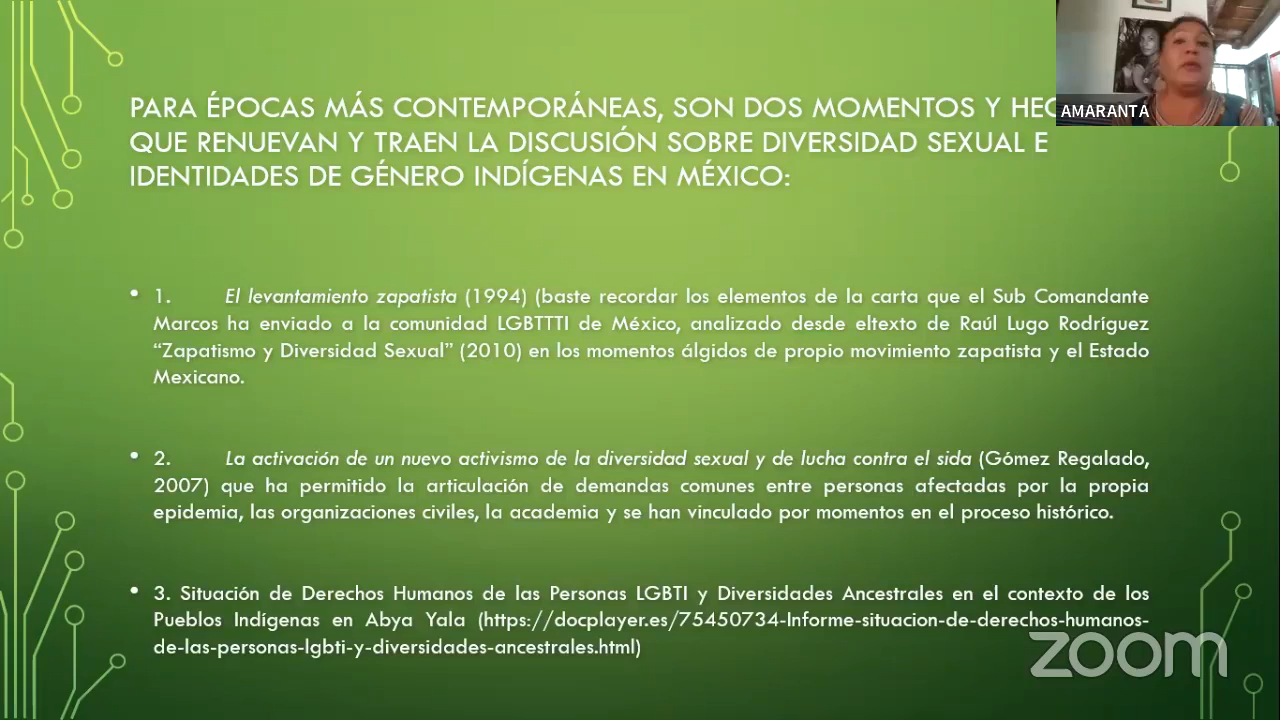 PARA ÉPOCAS MÁS CONTEMPORÁNEAS, SON DOS MOMENTOS Y
QUE RENUEVAN Y TRAEN LA DISCUSIÓN SOBRE DIVERSIDAD SEXUAL E
IDENTIDADES DE GÉNERO INDÍGENAS EN MÉXICO:
AMARANTA
• 1. El levantamiento zapatista (1994) (baste recordar los elementos de la carta que el Sub Comandante
Marcos ha enviado a la comunidad LGBTTTI de México, analizado desde eltexto de Raúl Lugo Rodríguez
“Zapatismo y Diversidad Sexual” (2010) en los momentos álgidos de propio movimiento zapatista y el Estado
Mexicano.
• 2. La activación de un nuevo activismo de la diversidad sexual y de lucha contra el sida (Gómez Regalado,
2007) que ha permitido la articulación de demandas comunes entre personas afectadas por la propia
epidemia, las organizaciones civiles, la academia y se han vinculado por momentos en el proceso histórico.
• 3. Situación de Derechos Humanos de las Personas LGBTI y Diversidades Ancestrales en el contexto de los
Pueblos Indígenas en Abya Yala (https://docplayer.es/75450734-Informe-situacion-de-derechos-humanos-
de-las-personas-lgbti-y-diversidades-ancestrales.html)
zoom